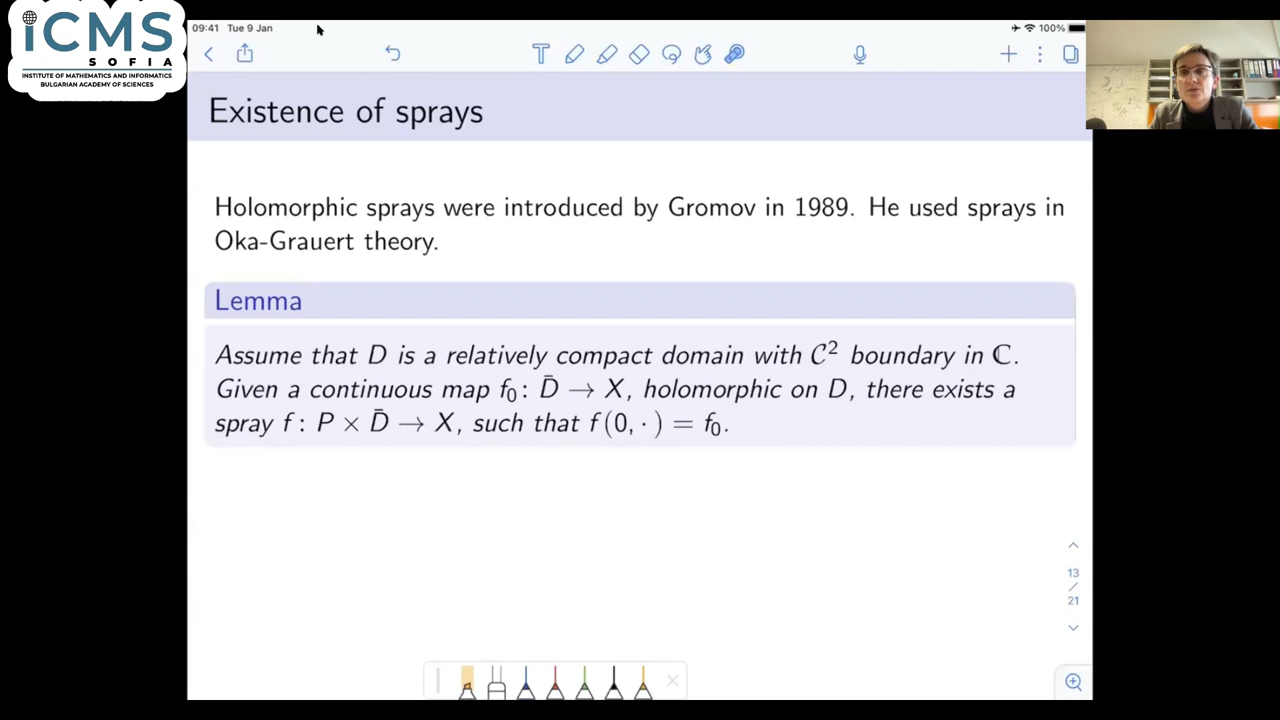 iCMS
SOFIA
INSTITUTE OF MATHEMATICS AND INFORMATICS
BULGARIAN ACADEMY OF SCIENCES
09:41 Tue 9 Jan
100%
Existence of sprays
Holomorphic sprays were introduced by Gromov in 1989. He used sprays in
Oka-Grauert theory.
Lemma
Assume that D is a relatively compact domain with 𝒞² boundary in ℂ.
Given a continuous map f₀: D̄ → X, holomorphic on D, there exists a
spray f: P × D̄ → X, such that f(0, ·) = f₀.
13
/
21